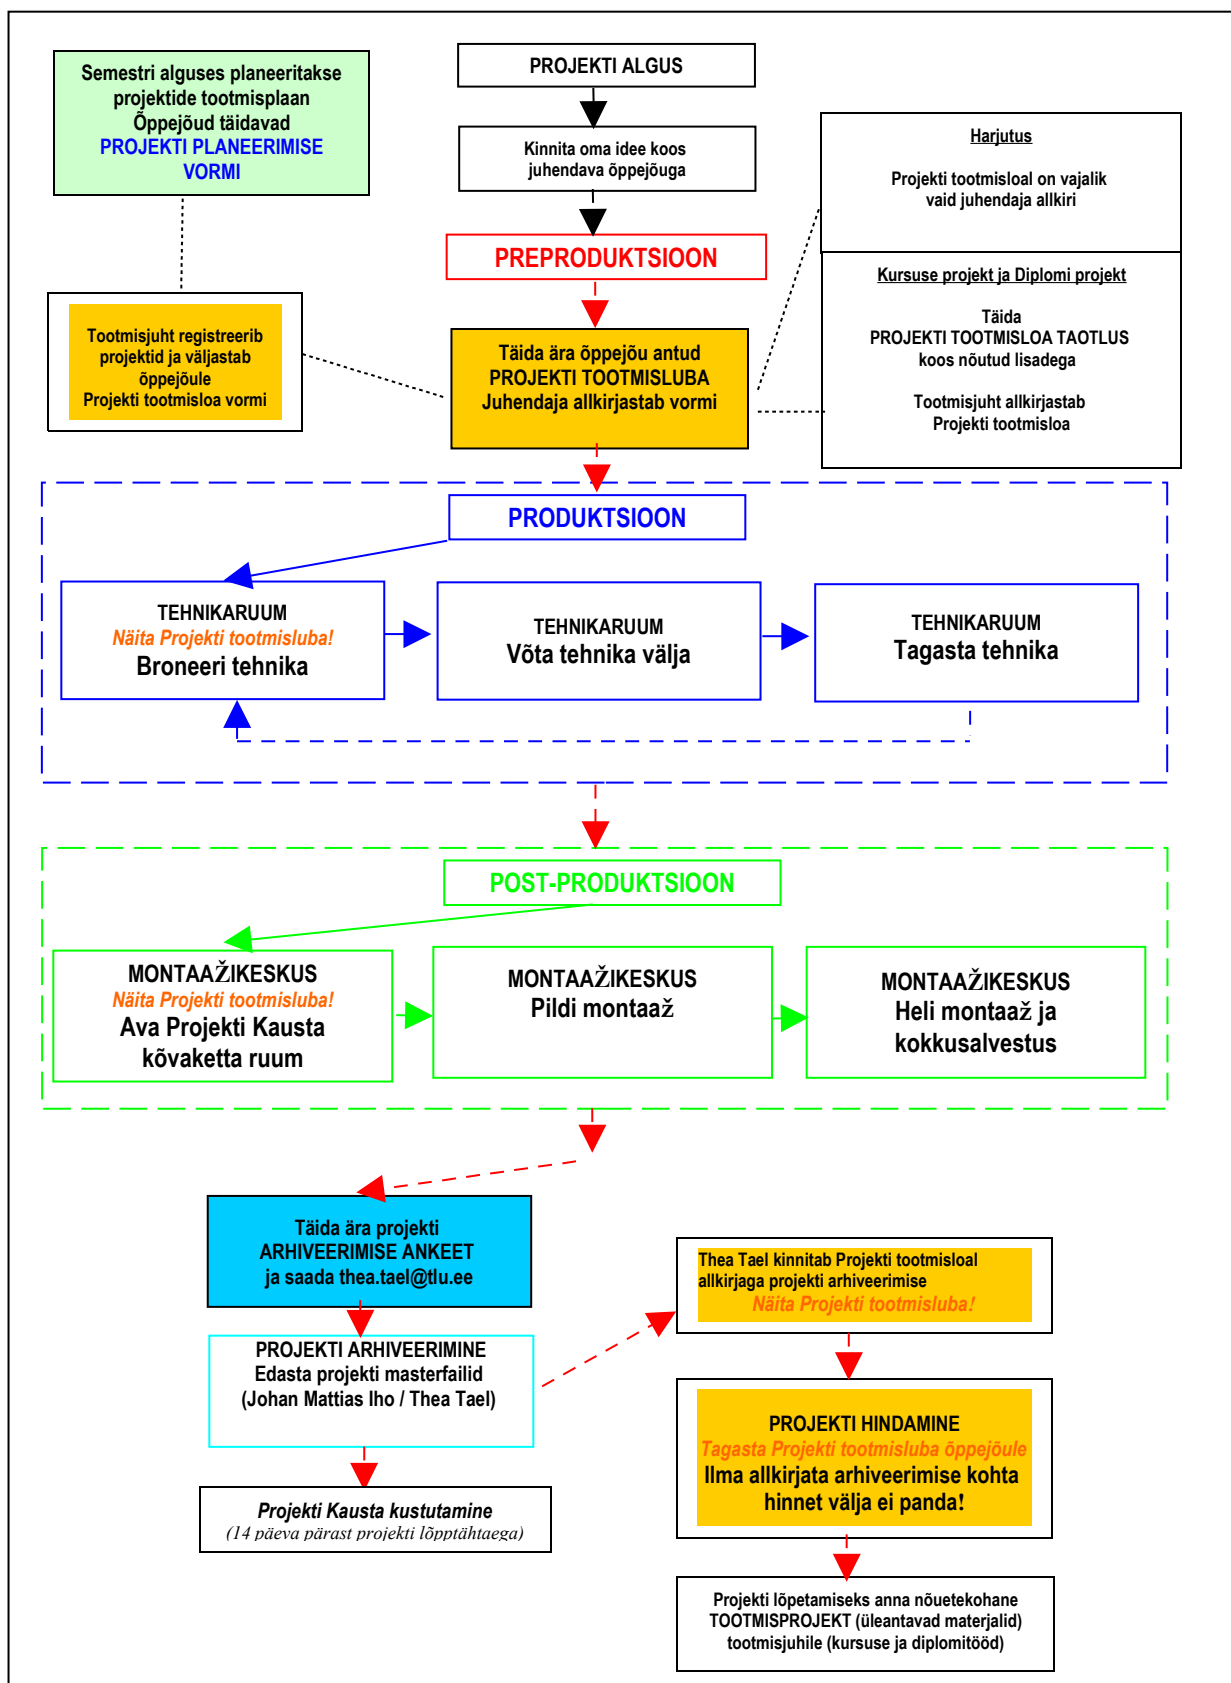 Semestri alguses planeeritakse
projektide tootmisplaan
Õppejõud täidavad
PROJEKTI PLANEERIMISE
VORMI
PROJEKTI ALGUS
Kinnita oma idee koos
juhendava õppejõuga
Harjutus
Projekti tootmisloal on vajalik
vaid juhendaja allkiri
PREPRODUKTSIOON
Kursuse projekt ja Diplomi projekt
Täida
PROJEKTI TOOTMISLOA TAOTLUS
koos nõutud lisadega
Tootmisjuht allkirjastab
Projekti tootmisloa
Tootmisjuht registreerib
projektid ja väljastab
õppejõule
Projekti tootmisloa vormi
Täida ära õppejõu antud
PROJEKTI TOOTMISLUBA
Juhendaja allkirjastab vormi
PRODUKTSIOON
TEHNIKARUUM
Näita Projekti tootmisluba!
Broneeri tehnika
TEHNIKARUUM
Võta tehnika välja
TEHNIKARUUM
Tagasta tehnika
POST-PRODUKTSIOON
MONTAAŽIKESKUS
Näita Projekti tootmisluba!
Ava Projekti Kausta
kõvaketta ruum
MONTAAŽIKESKUS
Pildi montaaž
MONTAAŽIKESKUS
Heli montaaž ja
kokkusalvestus
Täida ära projekti
ARHIVEERIMISE ANKEET
ja saada thea.tael@tlu.ee
PROJEKTI ARHIVEERIMINE
Edasta projekti masterfailid
(Johan Mattias Iho / Thea Tael)
Projekti Kausta kustutamine
(14 päeva pärast projekti lõpptähtaega)
Thea Tael kinnitab Projekti tootmisloal
allkirjaga projekti arhiveerimise
Näita Projekti tootmisluba!
PROJEKTI HINDAMINE
Tagasta Projekti tootmisluba õppejõule
Ilma allkirjata arhiveerimise kohta
hinnet välja ei panda!
Projekti lõpetamiseks anna nõuetekohane
TOOTMISPROJEKT (üleantavad materjalid)
tootmisjuhile (kursuse ja diplomitööd)